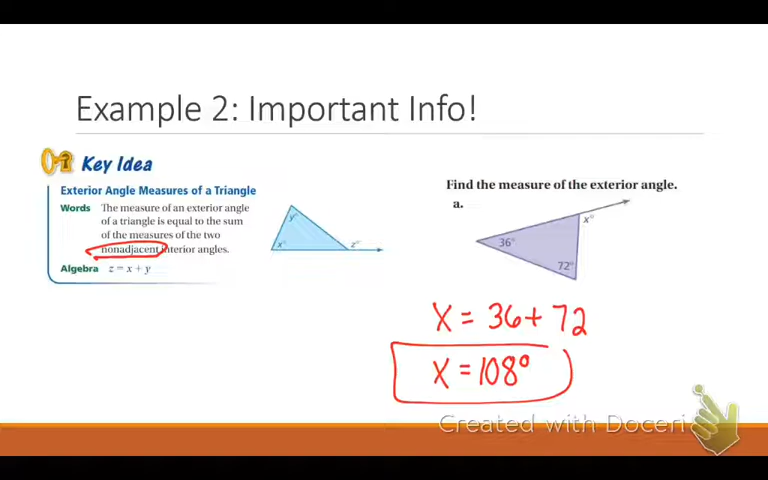 Example 2: Important Info!
Key Idea
Exterior Angle Measures of a Triangle
Words The measure of an exterior angle
of a triangle is equal to the sum
of the measures of the two
nonadjacent interior angles.
Algebra z = x + y
y°
x°
z°
Find the measure of the exterior angle.
a.
x°
36°
72°
X = 36 + 72
X = 108°
Created with Doceri